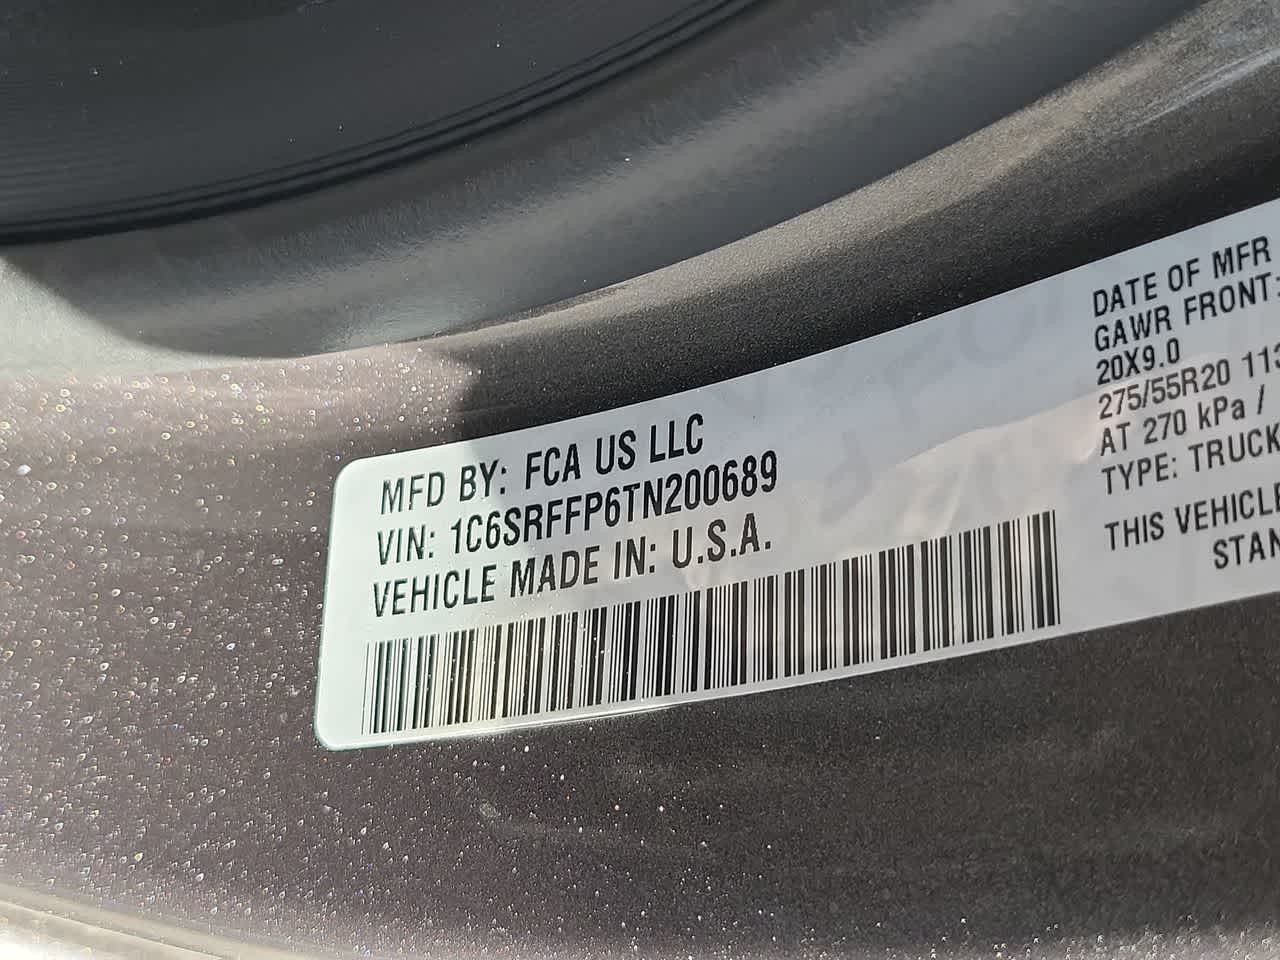 MFD BY: FCA US LLC
VIN: 1C6SRFFP6TN200689
VEHICLE MADE IN: U.S.A.
DATE OF MFR
GAWR FRONT:
20X9.0
275/55R20 113
AT 270 kPa /
TYPE: TRUCK
THIS VEHICLE
STAN